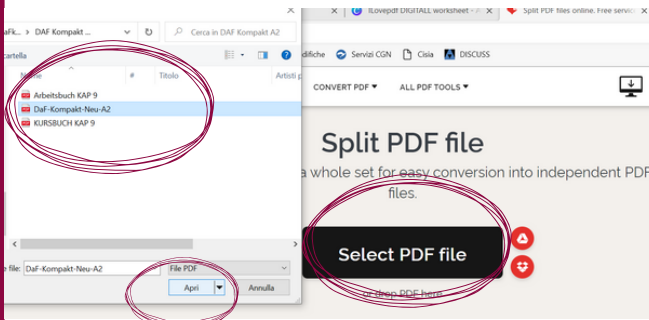 ILovepdf DIGITALL worksheet -
Split PDF files online. Free servic
DAF Kompakt ...
Cerca in DAF Kompakt A2
cartella
difiche
Servizi CGN
Cisia
DISCUSS
Nome
#
Titolo
Artisti p
Arbeitsbuch KAP 9
DaF-Kompakt-Neu-A2
KURSBUCH KAP 9
CONVERT PDF
ALL PDF TOOLS
Split PDF file
a whole set for easy conversion into independent PDF
files.
Select PDF file
or drop PDF here
file:
DaF-Kompakt-Neu-A2
File PDF
Apri
Annulla